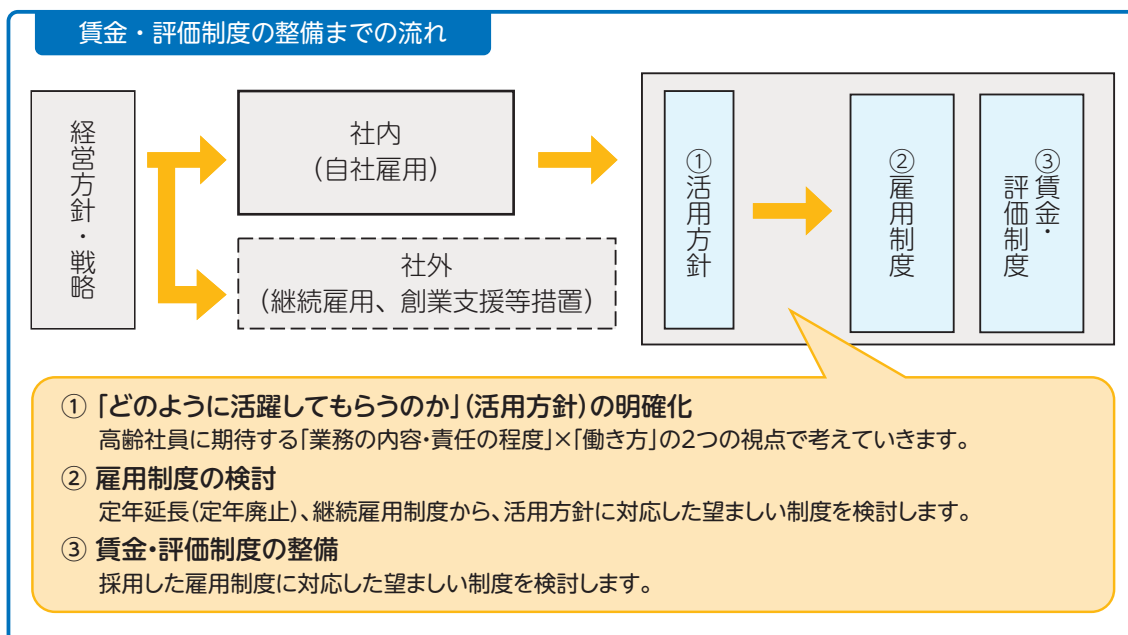 賃金・評価制度の整備までの流れ
経営方針・戦略
社内
（自社雇用）
社外
（継続雇用、創業支援等措置）
①活用方針
②雇用制度
③賃金・
評価制度
① 「どのように活躍してもらうのか」（活用方針）の明確化
高齢社員に期待する「業務の内容・責任の程度」×「働き方」の2つの視点で考えていきます。
② 雇用制度の検討
定年延長（定年廃止）、継続雇用制度から、活用方針に対応した望ましい制度を検討します。
③ 賃金・評価制度の整備
採用した雇用制度に対応した望ましい制度を検討します。